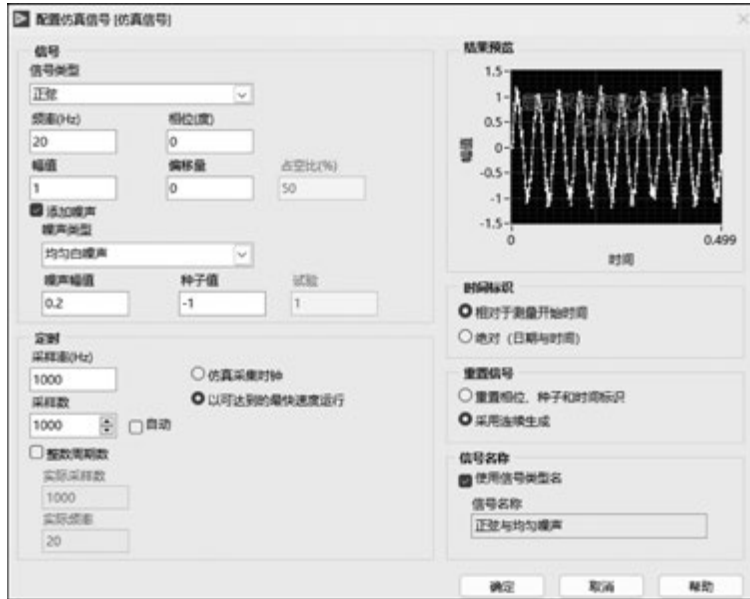 配置仿真信号 [仿真信号]
信号
信号类型
正弦
频率(Hz)
相位(度)
20
0
幅值
偏移量
占空比(%)
1
0
50
添加噪声
噪声类型
均匀白噪声
噪声幅值
种子值
试验
0.2
-1
1
定时
采样率(Hz)
1000
仿真采集时钟
以可达到的最快速度运行
采样数
1000
自动
整数周期数
实际采样数
1000
实际频率
20
结果预览
1.5
1
0.5
0
-0.5
-1
-1.5
幅值
0
0.499
时间
时间标识
相对于测量开始时间
绝对（日期与时间）
重置信号
重置相位、种子和时间标识
采用连续生成
信号名称
使用信号类型名
信号名称
正弦与均匀噪声
确定
取消
帮助